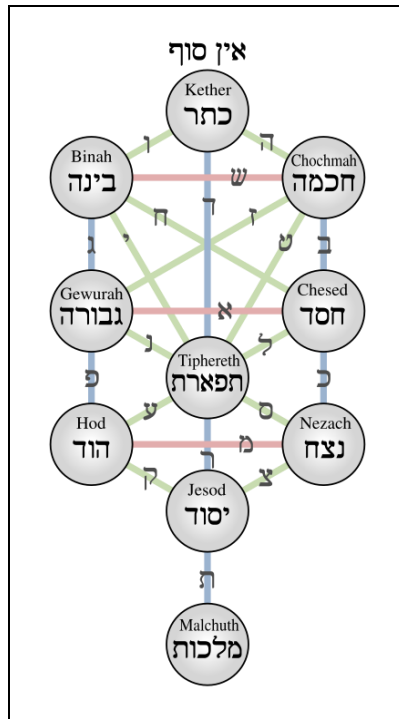 אין סוף
Kether
כתר
ו
ה
Binah
בינה
ש
Chochmah
חכמה
ד
ח
ז
ג
י
ט
ב
Gewurah
גבורה
א
Chesed
חסד
נ
ל
Tiphereth
תפארת
פ
כ
ע
ס
Hod
הוד
מ
Nezach
נצח
ר
ק
צ
Jesod
יסוד
ת
Malchuth
מלכות